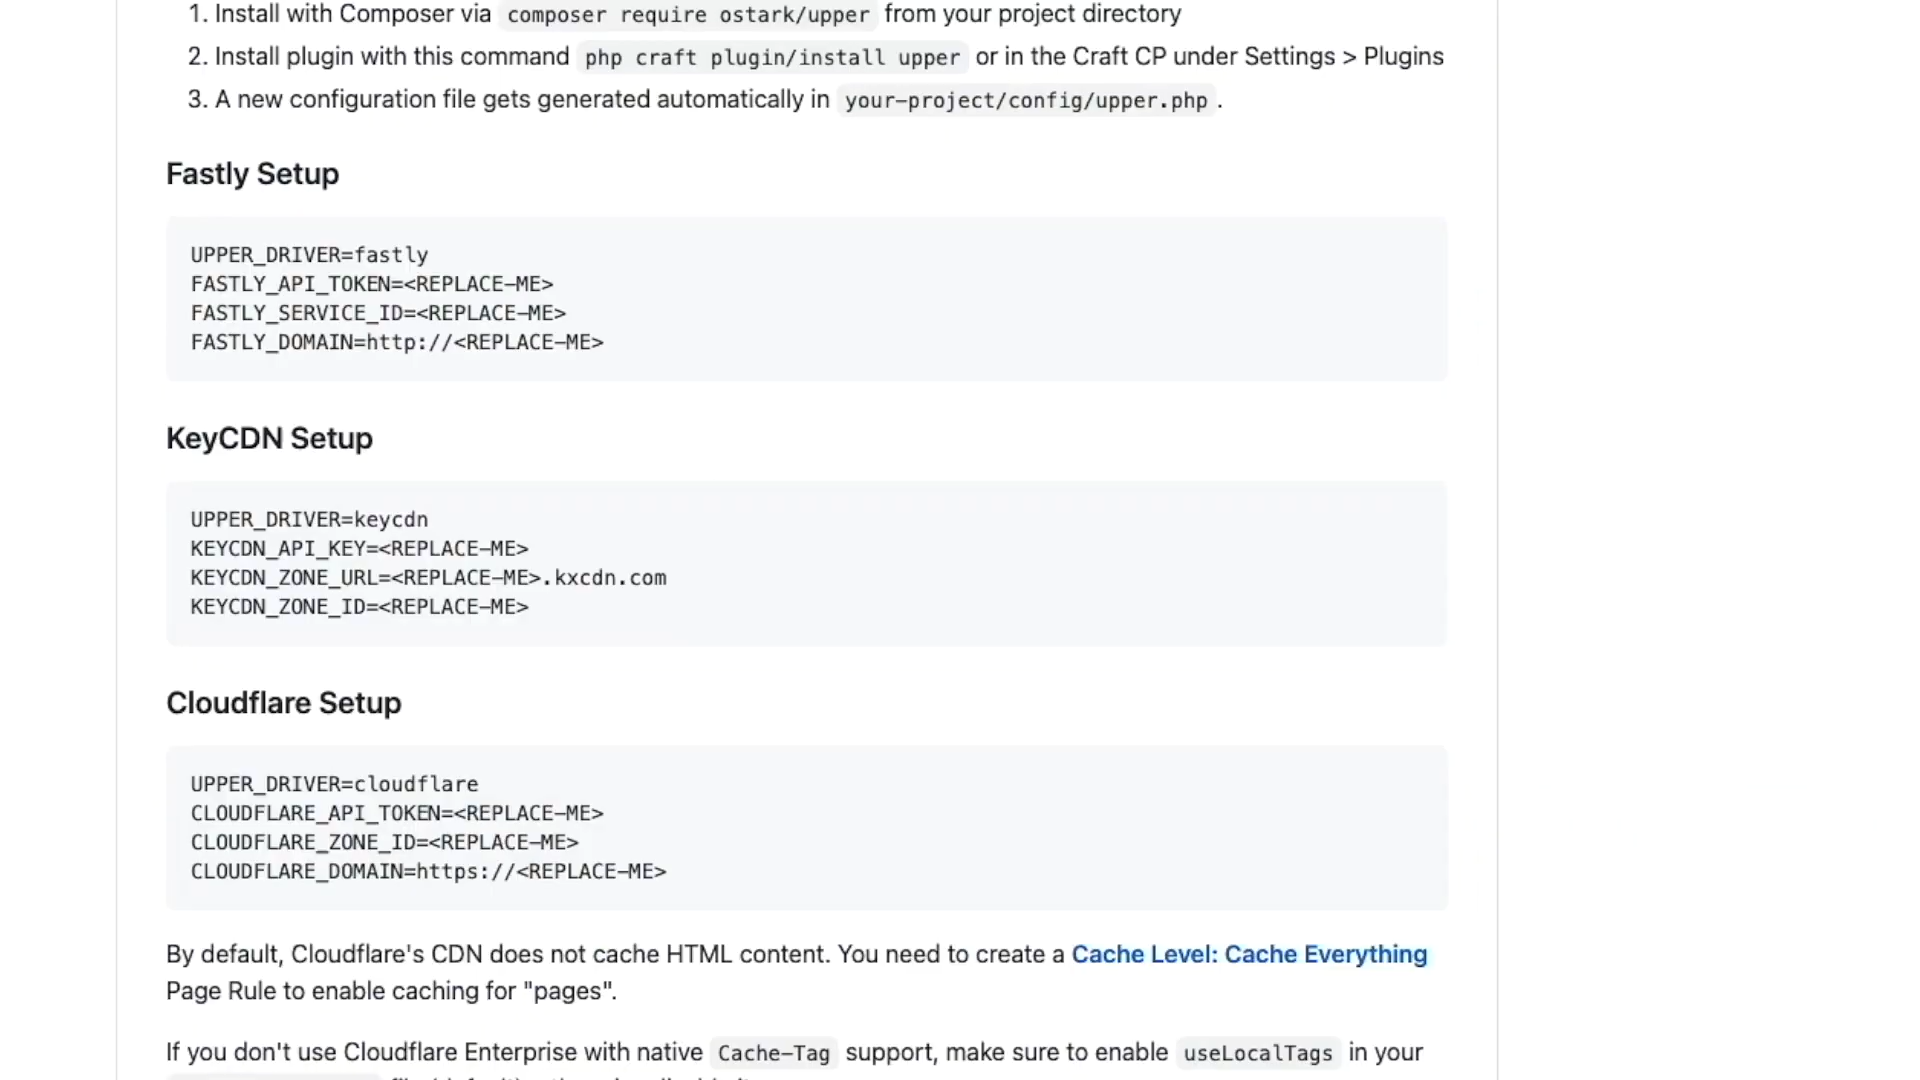 1. Install with Composer via composer require ostark/upper from your project directory
2. Install plugin with this command php craft plugin/install upper or in the Craft CP under Settings > Plugins
3. A new configuration file gets generated automatically in your-project/config/upper.php .
Fastly Setup
UPPER_DRIVER=fastly
FASTLY_API_TOKEN=<REPLACE-ME>
FASTLY_SERVICE_ID=<REPLACE-ME>
FASTLY_DOMAIN=http://<REPLACE-ME>
KeyCDN Setup
UPPER_DRIVER=keycdn
KEYCDN_API_KEY=<REPLACE-ME>
KEYCDN_ZONE_URL=<REPLACE-ME>.kxcdn.com
KEYCDN_ZONE_ID=<REPLACE-ME>
Cloudflare Setup
UPPER_DRIVER=cloudflare
CLOUDFLARE_API_TOKEN=<REPLACE-ME>
CLOUDFLARE_ZONE_ID=<REPLACE-ME>
CLOUDFLARE_DOMAIN=https://<REPLACE-ME>
By default, Cloudflare's CDN does not cache HTML content. You need to create a Cache Level: Cache Everything
Page Rule to enable caching for "pages".
If you don't use Cloudflare Enterprise with native Cache-Tag support, make sure to enable useLocalTags in your